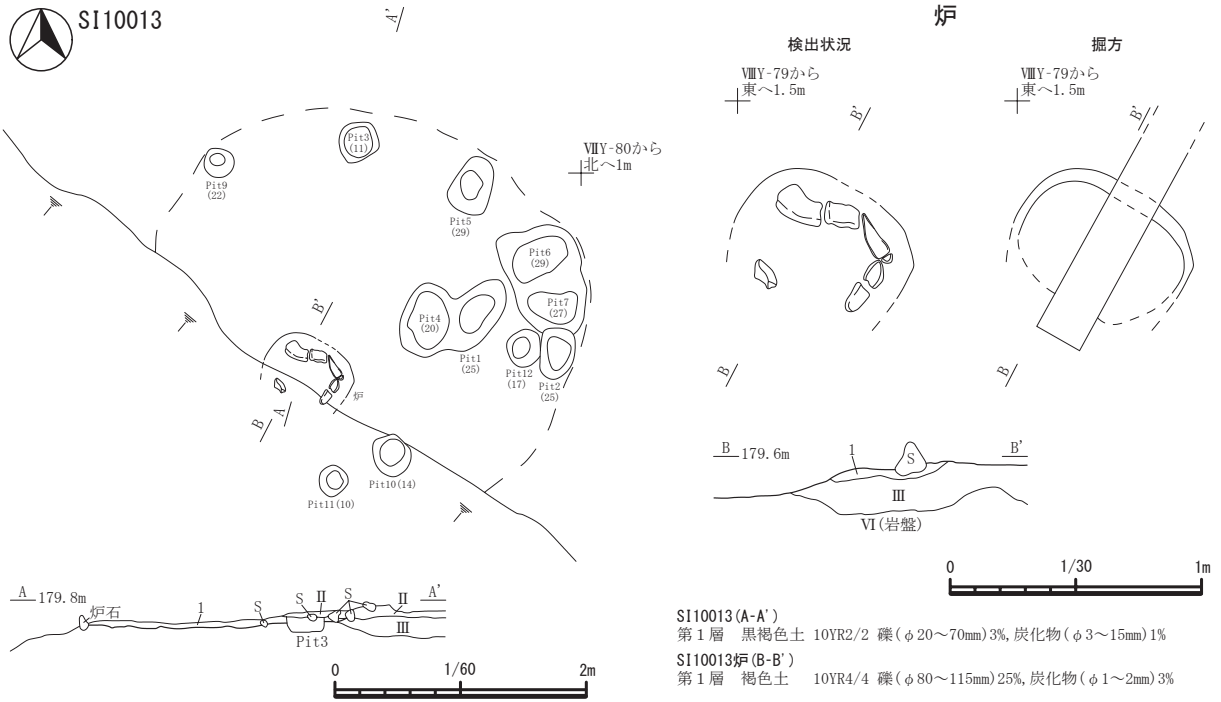 SI10013
A'
Pit3
(11)
Pit9
(22)
Pit5
(29)
ⅦY-80から
北へ1m
Pit6
(29)
Pit7
(27)
Pit4
(20)
Pit1
(25)
Pit12
(17)
Pit2
(25)
B'
炉
B
A
Pit10(14)
Pit11(10)
A 179.8m
炉石
1
S
S
Ⅱ
S
Ⅱ
A'
Pit3
Ⅲ
0
1/60
2m
炉
検出状況
ⅧY-79から
東へ1.5m
B'
B
掘方
ⅧY-79から
東へ1.5m
B'
B
B 179.6m
1
S
B'
Ⅲ
Ⅵ(岩盤)
0
1/30
1m
SI10013(A-A')
第1層 黒褐色土 10YR2/2 礫(φ20～70mm)3%,炭化物(φ3～15mm)1%
SI10013炉(B-B')
第1層 褐色土 10YR4/4 礫(φ80～115mm)25%,炭化物(φ1～2mm)3%